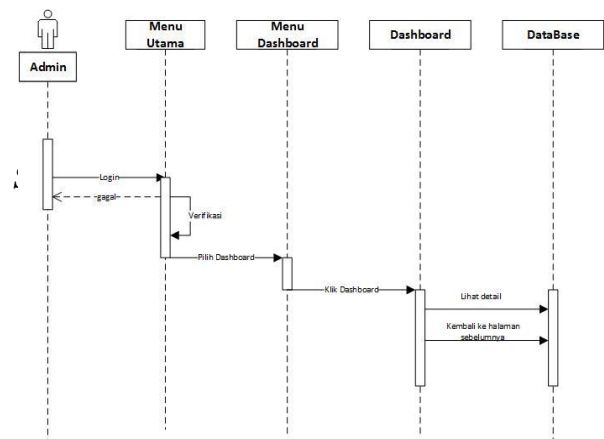 Menu
Utama
Menu
Dashboard
Dashboard
DataBase
Admin
Login
gagal
Verifikasi
Pilih Dashboard
Klik Dashboard
Lihat detail
Kembali ke halaman
sebelumnya